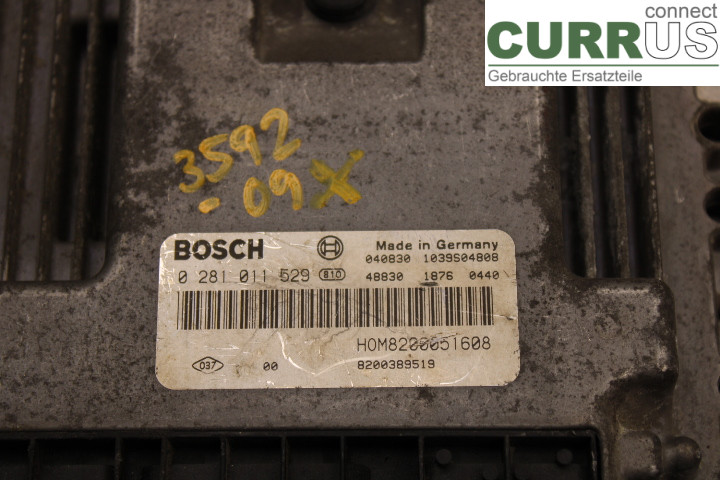 connect
CURRUS
Gebrauchte Ersatzteile
3592
-09X
BOSCH
Made in Germany
040830 1039S04808
0 281 011 529 810
48830 1876 0440
HOM8200051608
037 00 8200389519